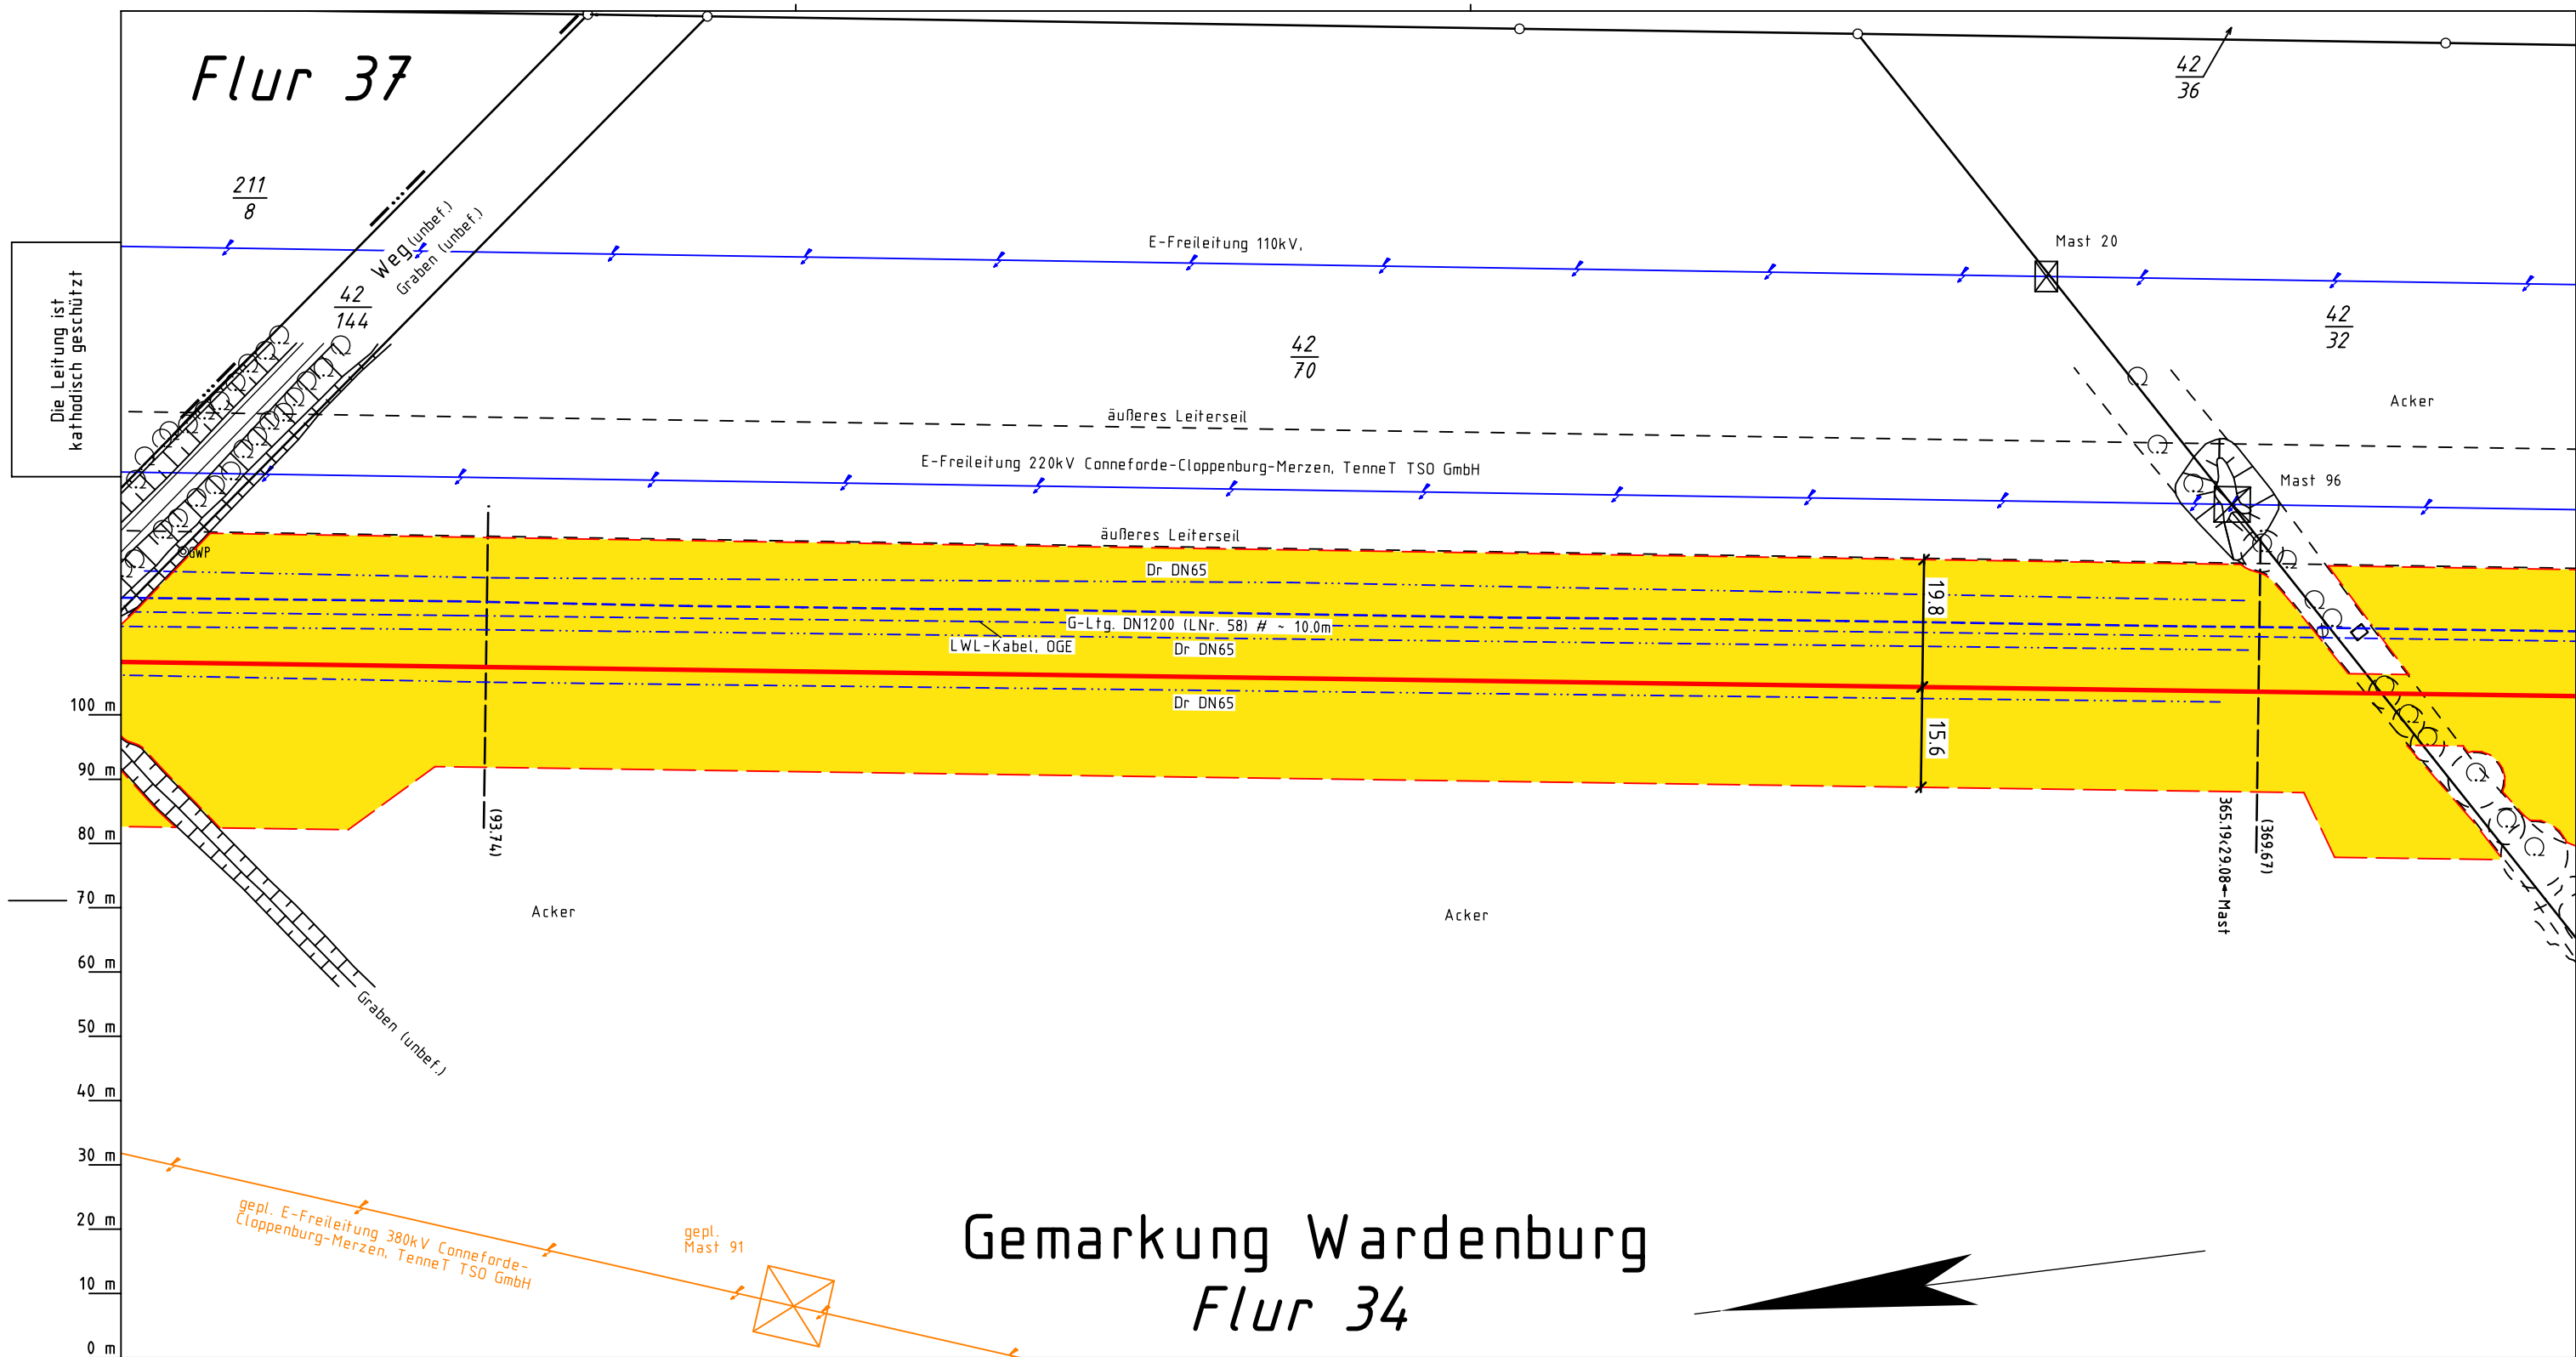 Flur 37
42
36
211
8
Weg (unbef.)
Graben (unbef.)
E-Freileitung 110kV,
Mast 20
Die Leitung ist
kathodisch geschützt
42
144
42
70
42
32
Acker
äußeres Leiterseil
E-Freileitung 220kV Conneforde-Cloppenburg-Merzen, TenneT TSO GmbH
Mast 96
äußeres Leiterseil
GWP
Dr DN65
19.8
G-Ltg. DN1200 (LNr. 58) # ~ 10.0m
LWL-Kabel, OGE
Dr DN65
Dr DN65
15.6
100 m
90 m
80 m
70 m
60 m
50 m
40 m
30 m
20 m
10 m
0 m
(93.74)
365.19<29.08 Mast
(369.67)
Acker
Acker
Graben (unbef.)
gepl. E-Freileitung 380kV Conneforde-
Cloppenburg-Merzen, TenneT TSO GmbH
gepl.
Mast 91
Gemarkung Wardenburg
Flur 34